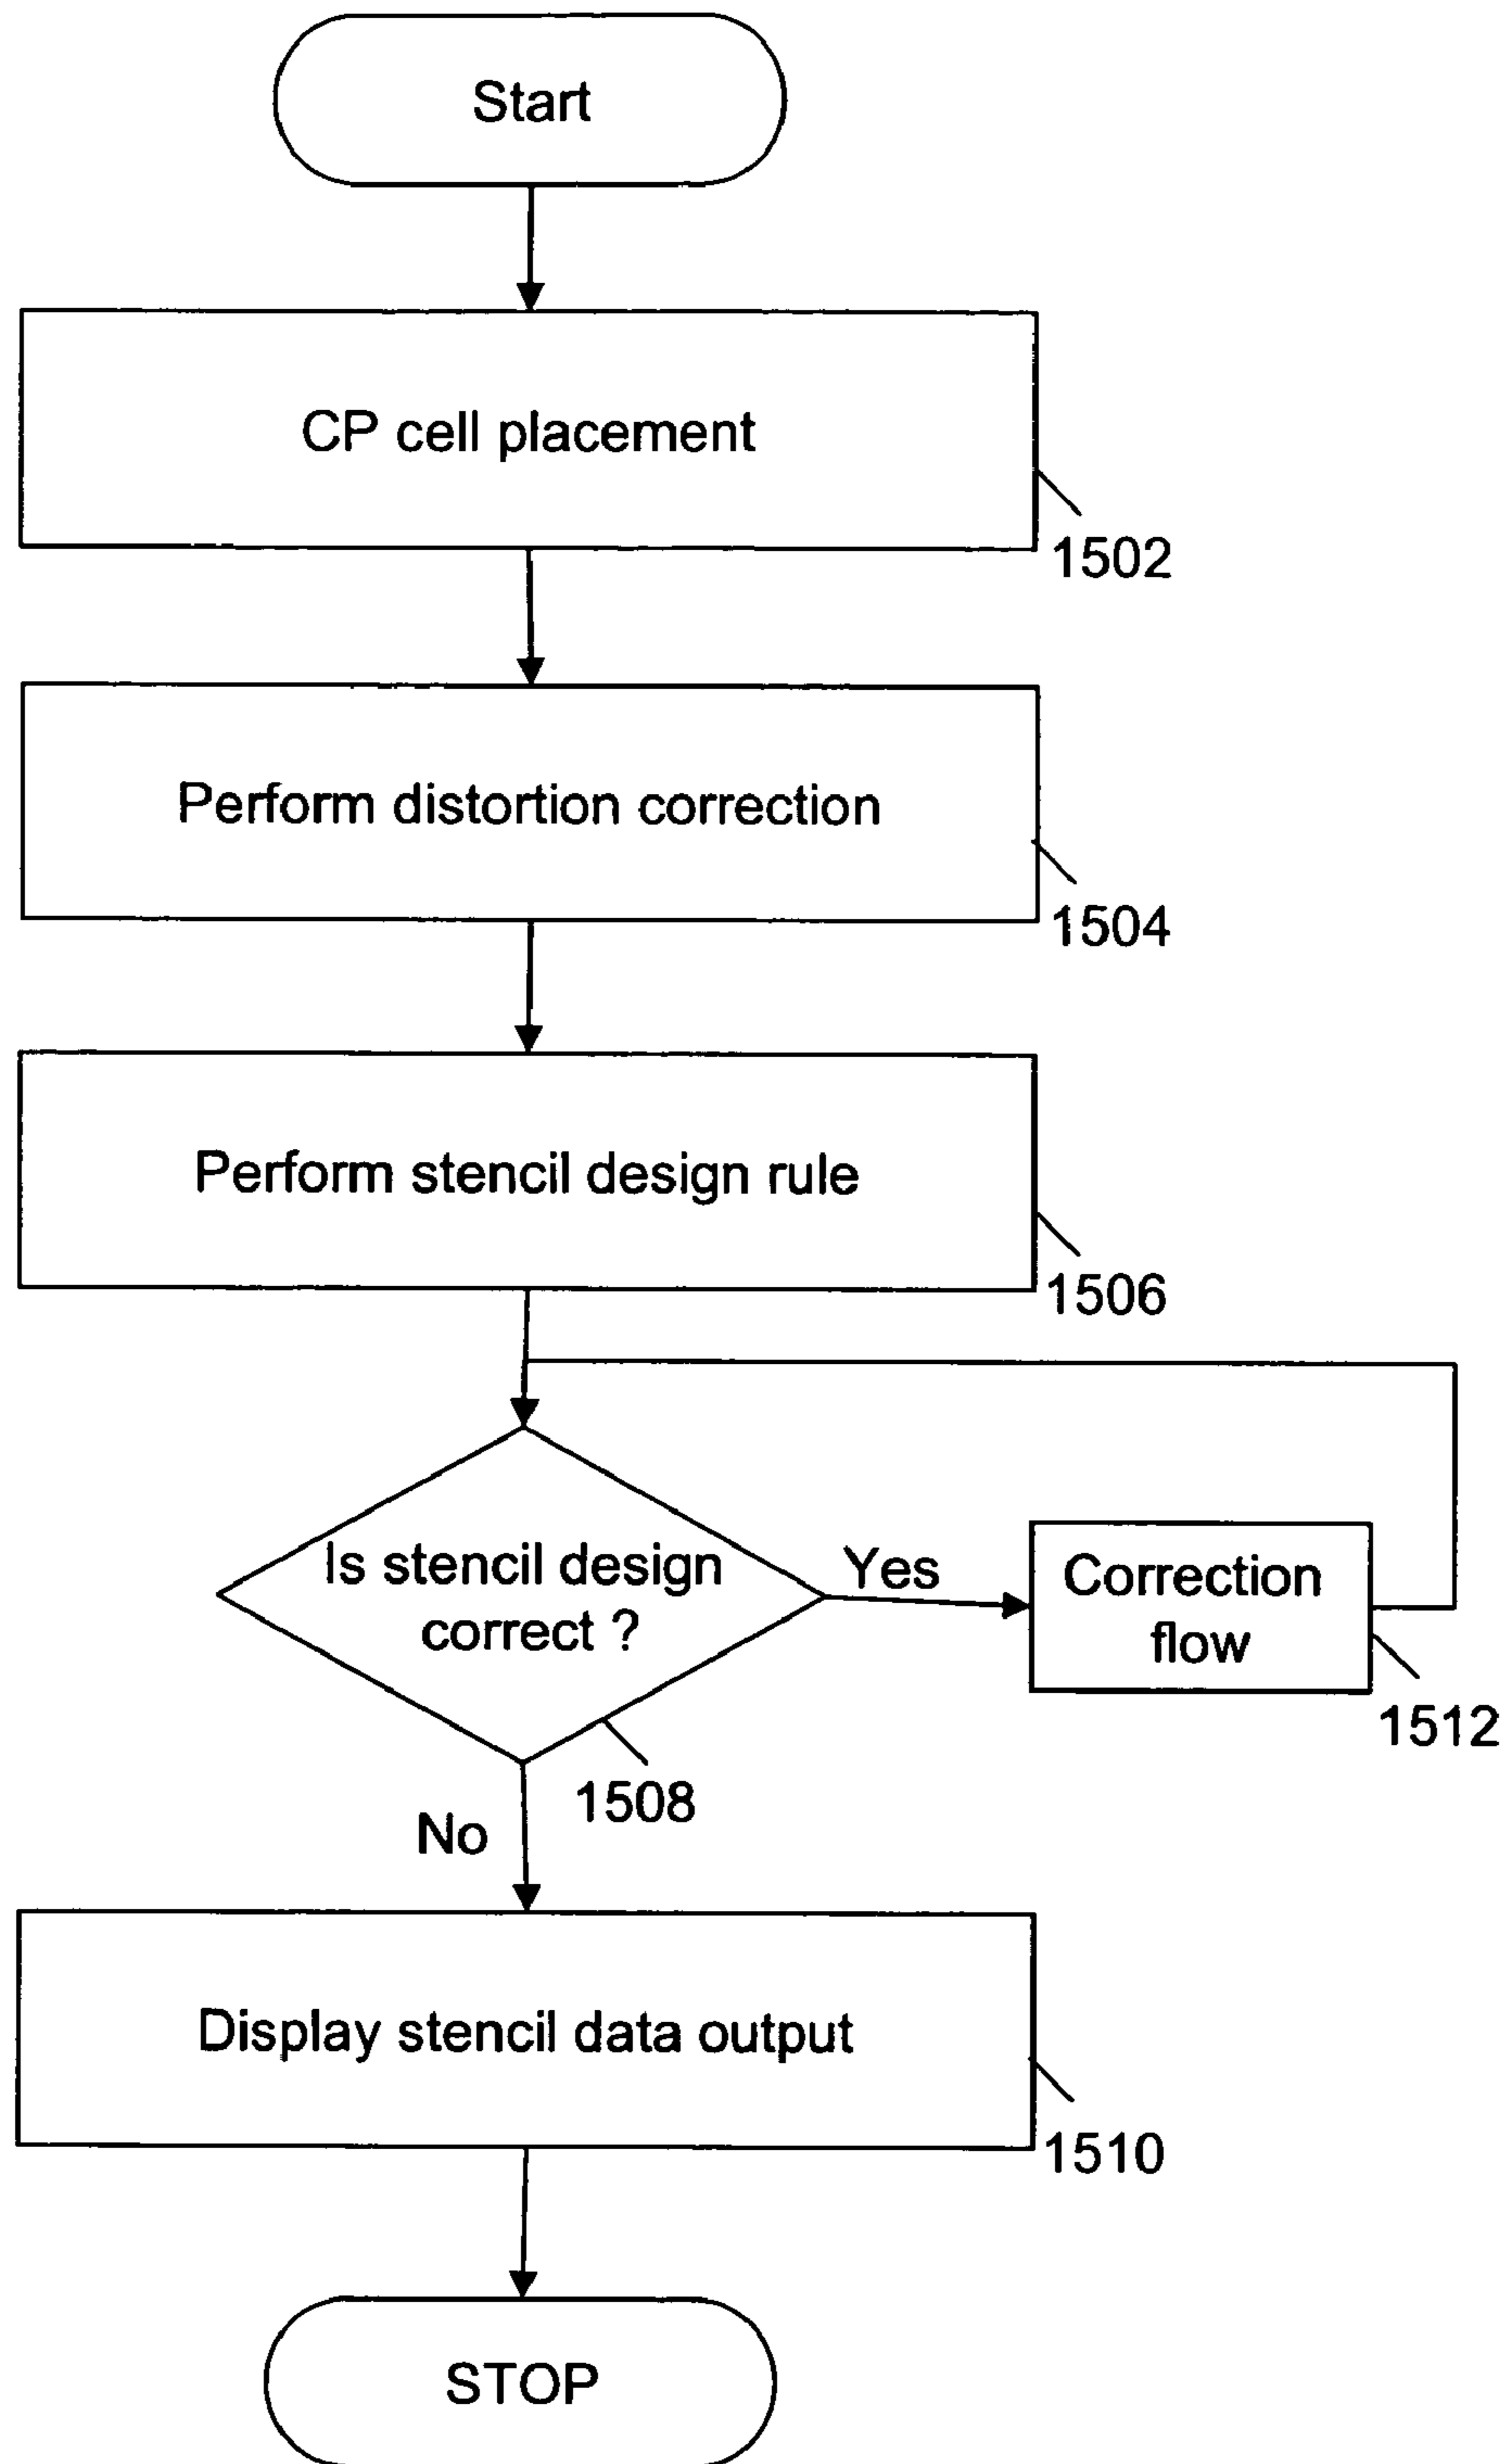 Start
CP cell placement
1502
Perform distortion correction
1504
Perform stencil design rule
1506
Is stencil design
correct ?
Yes
Correction
flow
1512
1508
No
Display stencil data output
1510
STOP